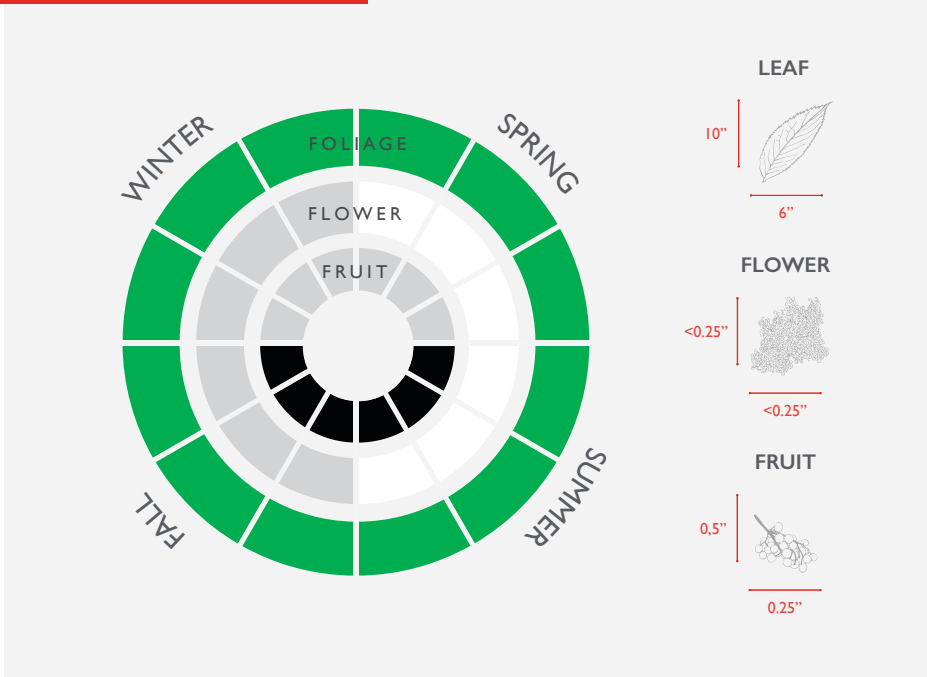 WINTER
SPRING
FOLIAGE
FLOWER
FRUIT
FALL
SUMMER
LEAF
10”
6”
FLOWER
<0.25”
<0.25”
FRUIT
0,5”
0.25”